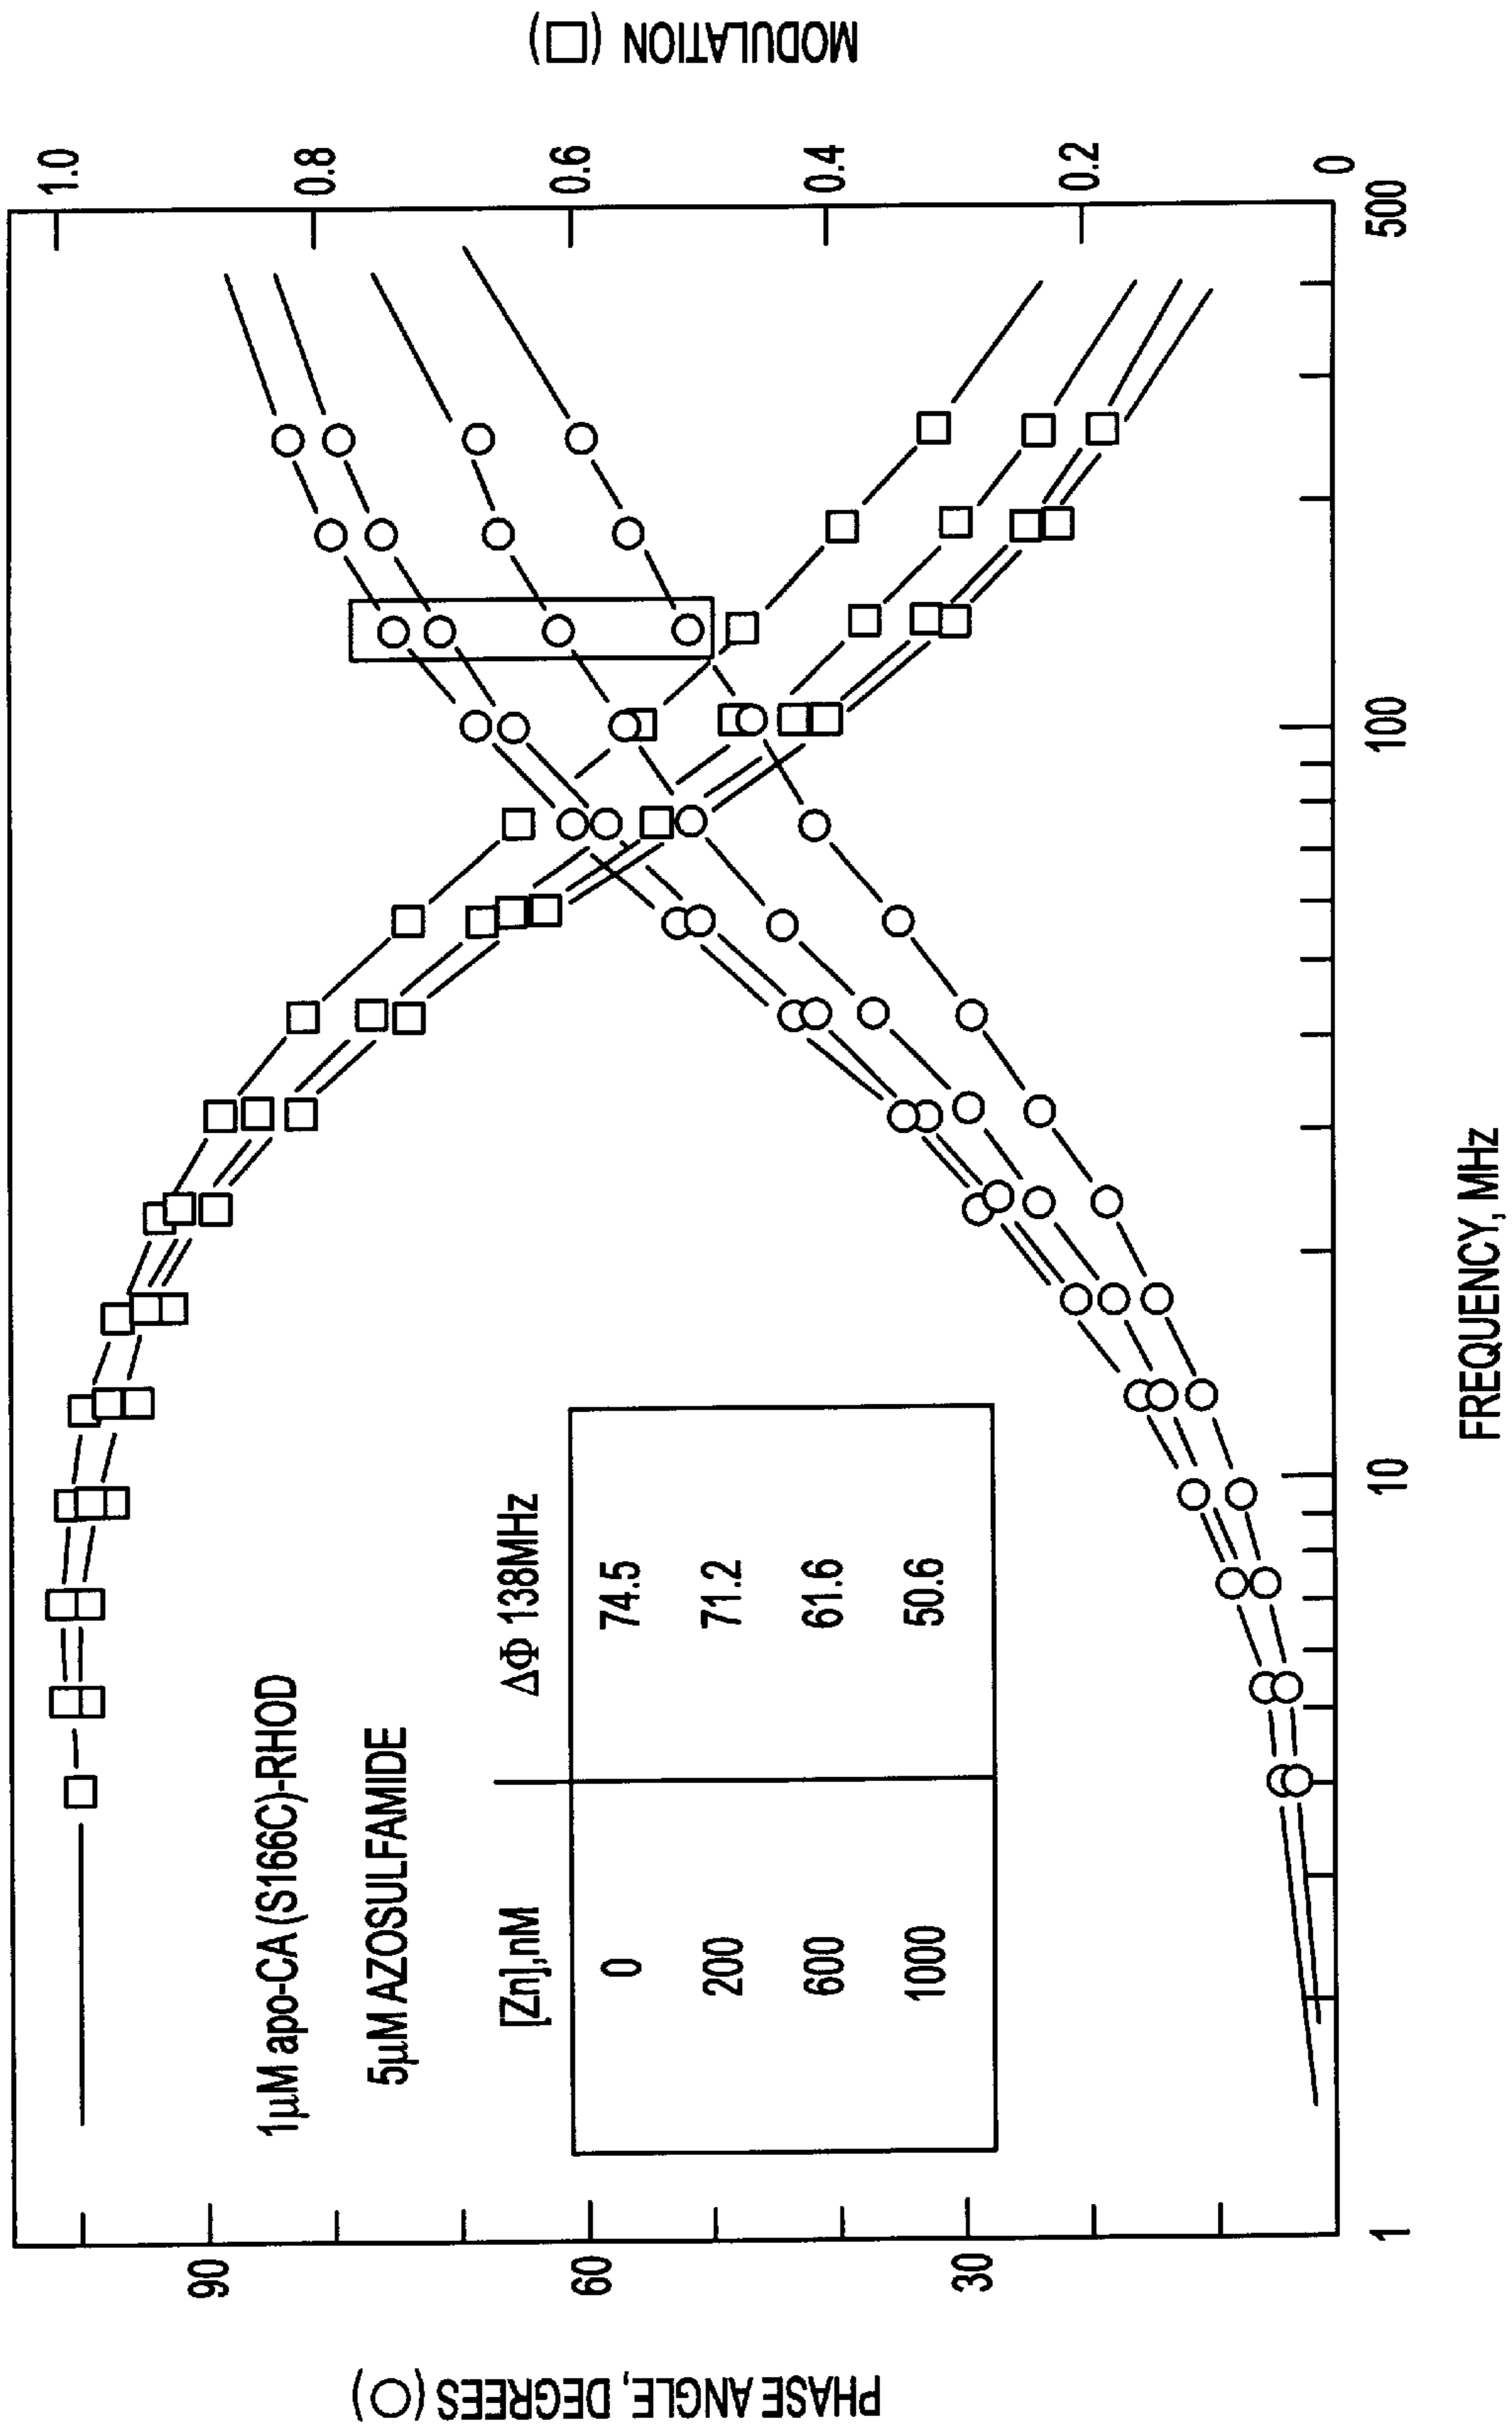 1µM apo-CA (S166C)-RHOD
5µM AZOSULFAMIDE
[Zn],nM ΔΦ 138MHz
0 74.5
200 71.2
600 61.6
1000 50.6
PHASE ANGLE, DEGREES (○)
90
60
30
MODULATION (□)
1.0
0.8
0.6
0.4
0.2
0
1 10 100 500
FREQUENCY, MHz